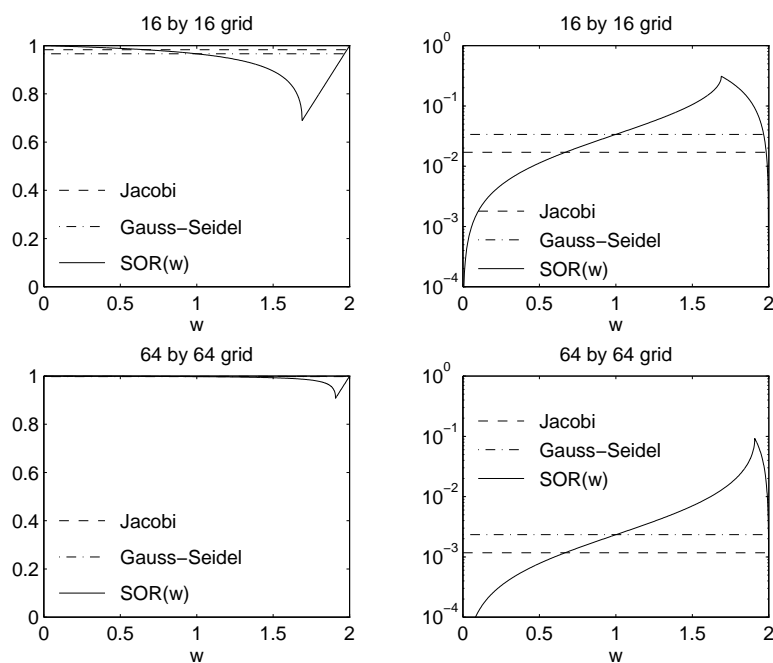 16 by 16 grid
1
0.8
0.6
0.4
0.2
0
Jacobi
Gauss−Seidel
SOR(w)
0
0.5
1
1.5
2
w
16 by 16 grid
10^0
10^−1
10^−2
10^−3
10^−4
Jacobi
Gauss−Seidel
SOR(w)
0
0.5
1
1.5
2
w
64 by 64 grid
1
0.8
0.6
0.4
0.2
0
Jacobi
Gauss−Seidel
SOR(w)
0
0.5
1
1.5
2
w
64 by 64 grid
10^0
10^−1
10^−2
10^−3
10^−4
Jacobi
Gauss−Seidel
SOR(w)
0
0.5
1
1.5
2
w